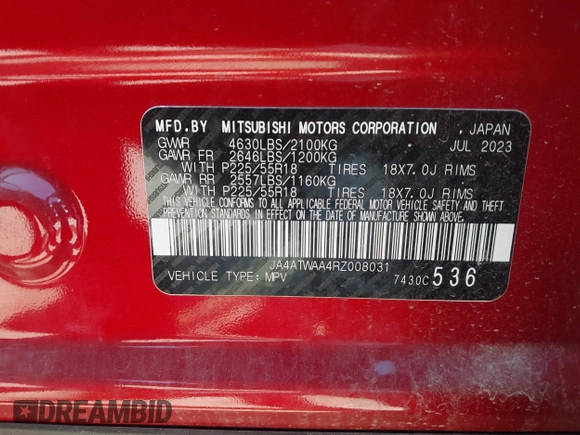 MFD.BY MITSUBISHI MOTORS CORPORATION . JAPAN
GVWR 4630LBS/2100KG JUL 2023
GAWR FR 2646LBS/1200KG
WITH P225/55R18 TIRES 18X7.0J RIMS
GAWR RR 2557LBS/1160KG
WITH P225/55R18 TIRES 18X7.0J RIMS
THIS VEHICLE CONFORMS TO ALL APPLICABLE FEDERAL MOTOR VEHICLE SAFETY AND THEFT
PREVENTION STANDARDS IN EFFECT ON THE DATE OF MANUFACTURE SHOWN ABOVE.
JA4ATWAA4RZ008031
VEHICLE TYPE: MPV 7430C 536
DREAMBID